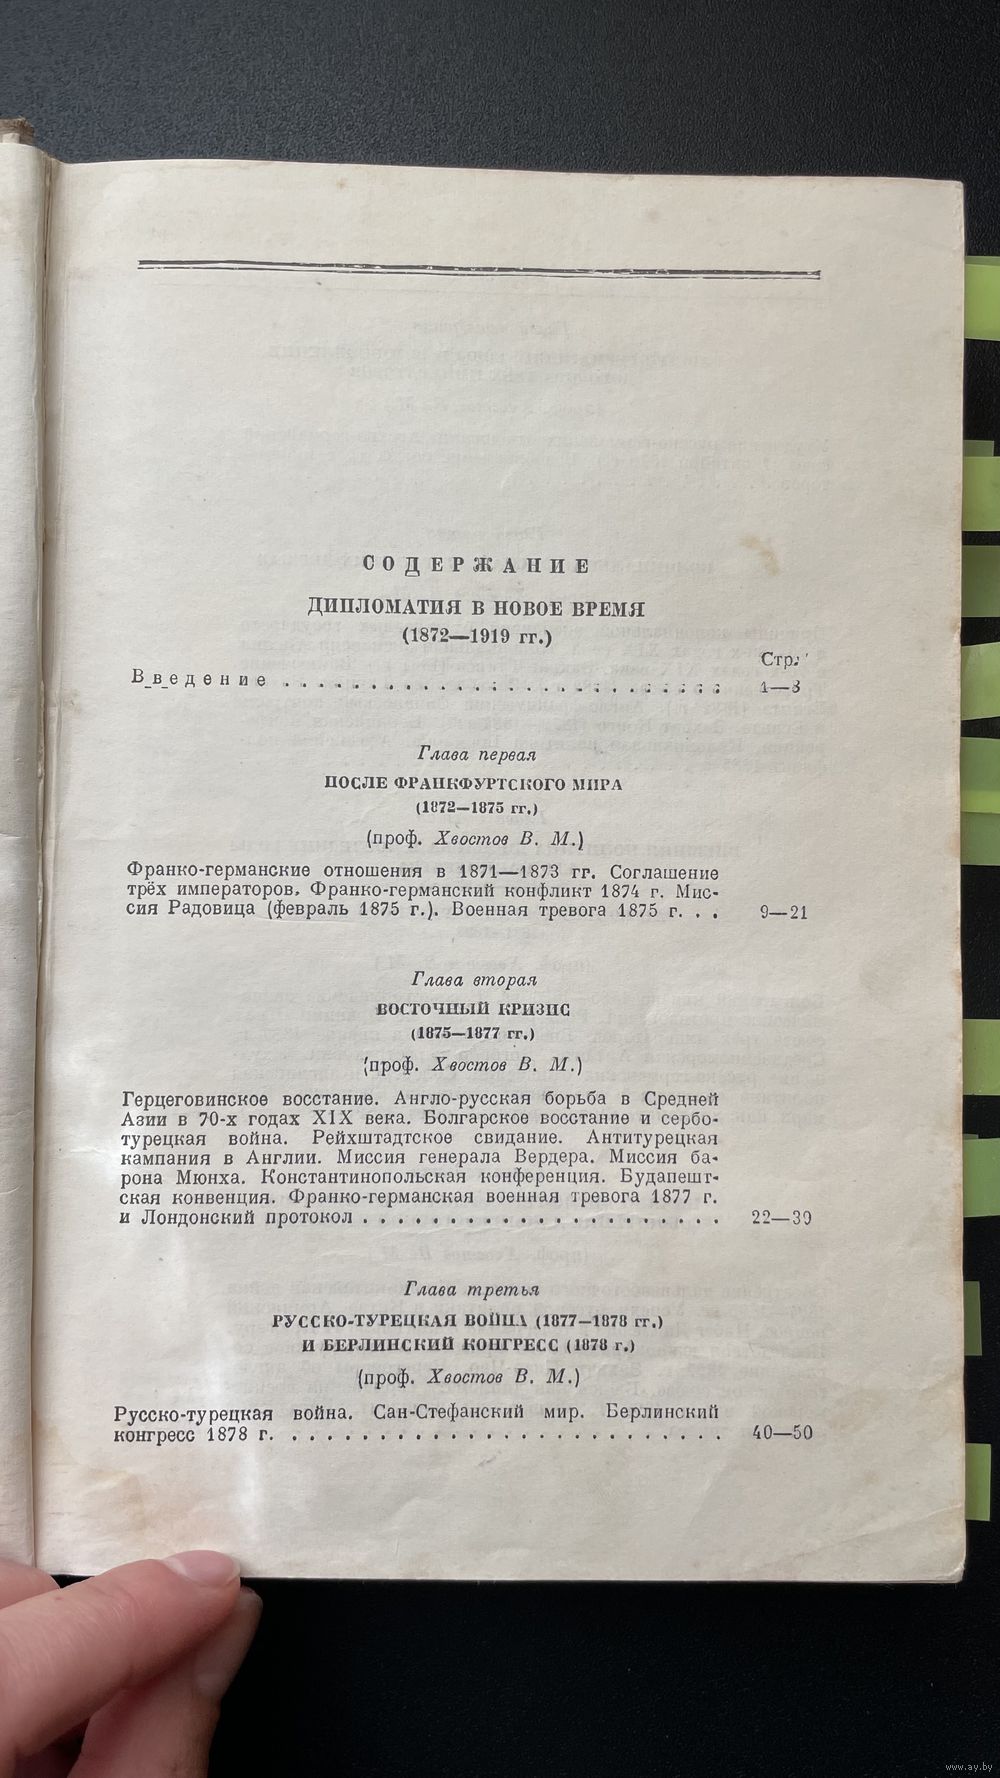 СОДЕРЖАНИЕ
ДИПЛОМАТИЯ В НОВОЕ ВРЕМЯ
(1872—1919 гг.)
Стр.
Введение . . . . . . . . . . . . . . . . . . . . . . . . 1—8
Глава первая
ПОСЛЕ ФРАНКФУРТСКОГО МИРА
(1872—1875 гг.)
(проф. Хвостов В. М.)
Франко-германские отношения в 1871—1873 гг. Соглашение
трёх императоров. Франко-германский конфликт 1874 г. Мис-
сия Радовица (февраль 1875 г.). Военная тревога 1875 г. . . 9—21
Глава вторая
ВОСТОЧНЫЙ КРИЗИС
(1875—1877 гг.)
(проф. Хвостов В. М.)
Герцеговинское восстание. Англо-русская борьба в Средней
Азии в 70-х годах XIX века. Болгарское восстание и сербо-
турецкая война. Рейхштадтское свидание. Антитурецкая
кампания в Англии. Миссия генерала Вердера. Миссия ба-
рона Мюнха. Константинопольская конференция. Будапешт-
ская конвенция. Франко-германская военная тревога 1877 г.
и Лондонский протокол . . . . . . . . . . . . . . . . . . . 22—39
Глава третья
РУССКО-ТУРЕЦКАЯ ВОЙНА (1877—1878 гг.)
И БЕРЛИНСКИЙ КОНГРЕСС (1878 г.)
(проф. Хвостов В. М.)
Русско-турецкая война. Сан-Стефанский мир. Берлинский
конгресс 1878 г. . . . . . . . . . . . . . . . . . . . . . . . 40—50
www.ay.by